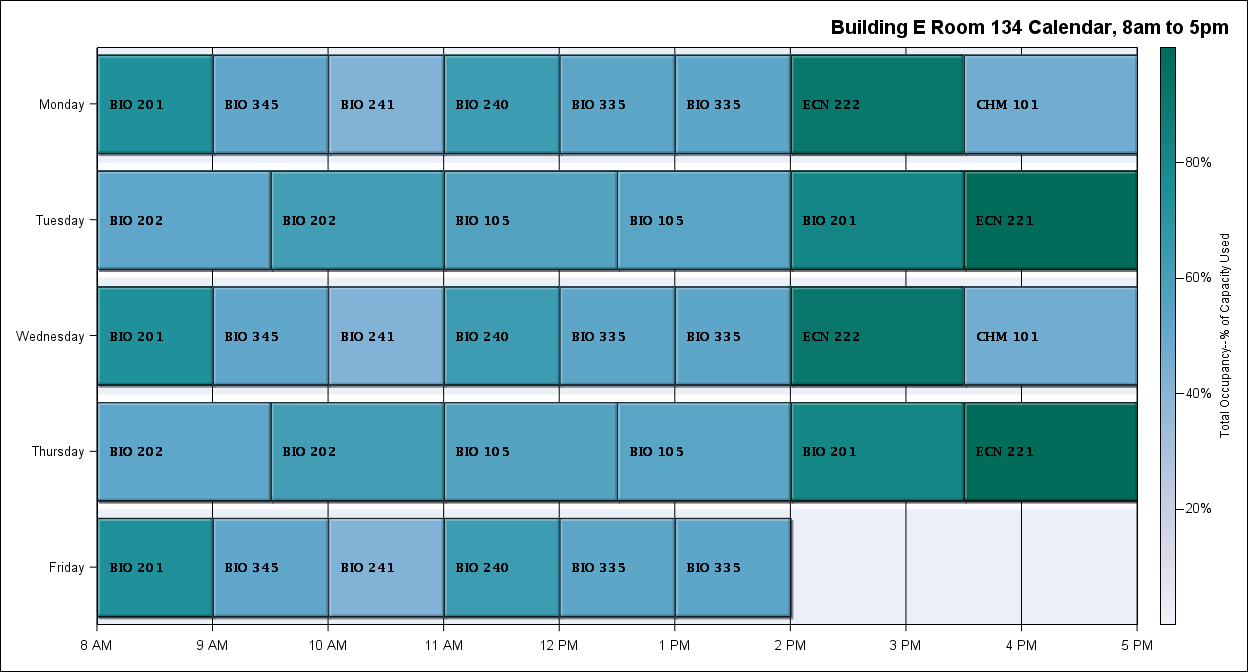 Building E Room 134 Calendar, 8am to 5pm
Monday BIO 201 BIO 345 BIO 241 BIO 240 BIO 335 BIO 335 ECN 222 CHM 101
Tuesday BIO 202 BIO 202 BIO 105 BIO 105 BIO 201 ECN 221
Wednesday BIO 201 BIO 345 BIO 241 BIO 240 BIO 335 BIO 335 ECN 222 CHM 101
Thursday BIO 202 BIO 202 BIO 105 BIO 105 BIO 201 ECN 221
Friday BIO 201 BIO 345 BIO 241 BIO 240 BIO 335 BIO 335
8 AM 9 AM 10 AM 11 AM 12 PM 1 PM 2 PM 3 PM 4 PM 5 PM
80%
60%
40%
20%
Total Occupancy--% of Capacity Used